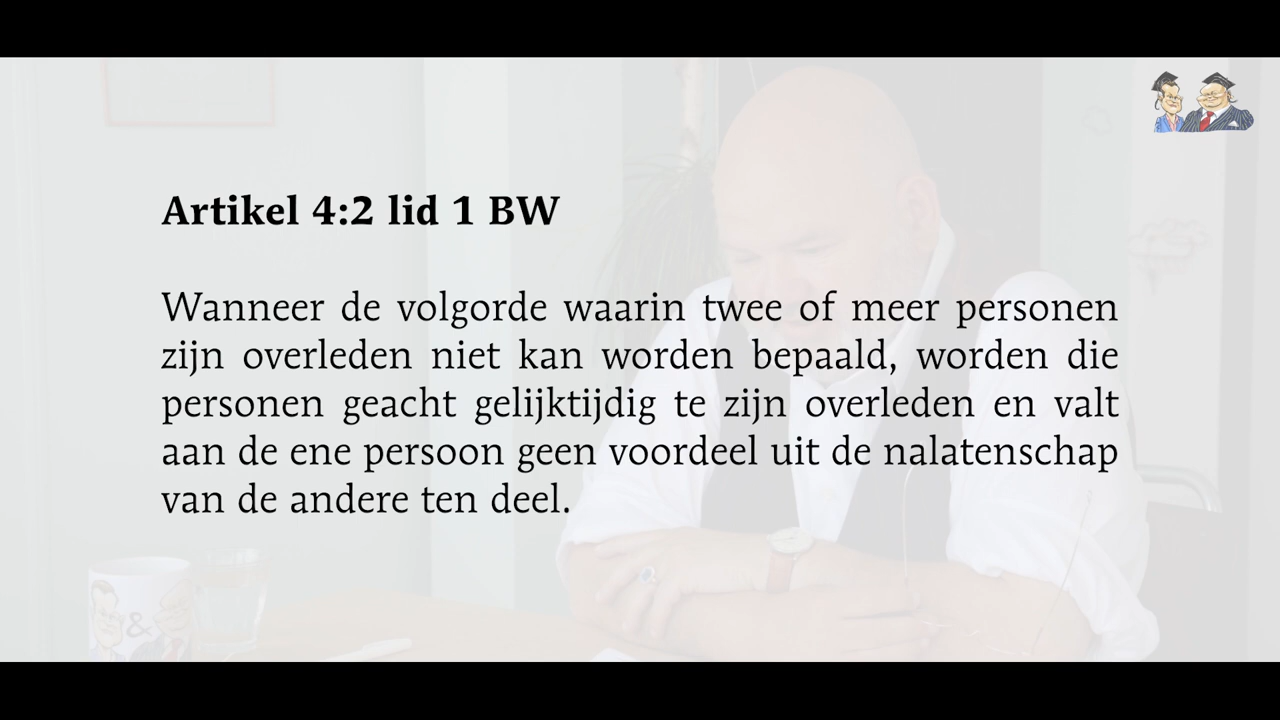 Artikel 4:2 lid 1 BW
Wanneer de volgorde waarin twee of meer personen
zijn overleden niet kan worden bepaald, worden die
personen geacht gelijktijdig te zijn overleden en valt
aan de ene persoon geen voordeel uit de nalatenschap
van de andere ten deel.
&